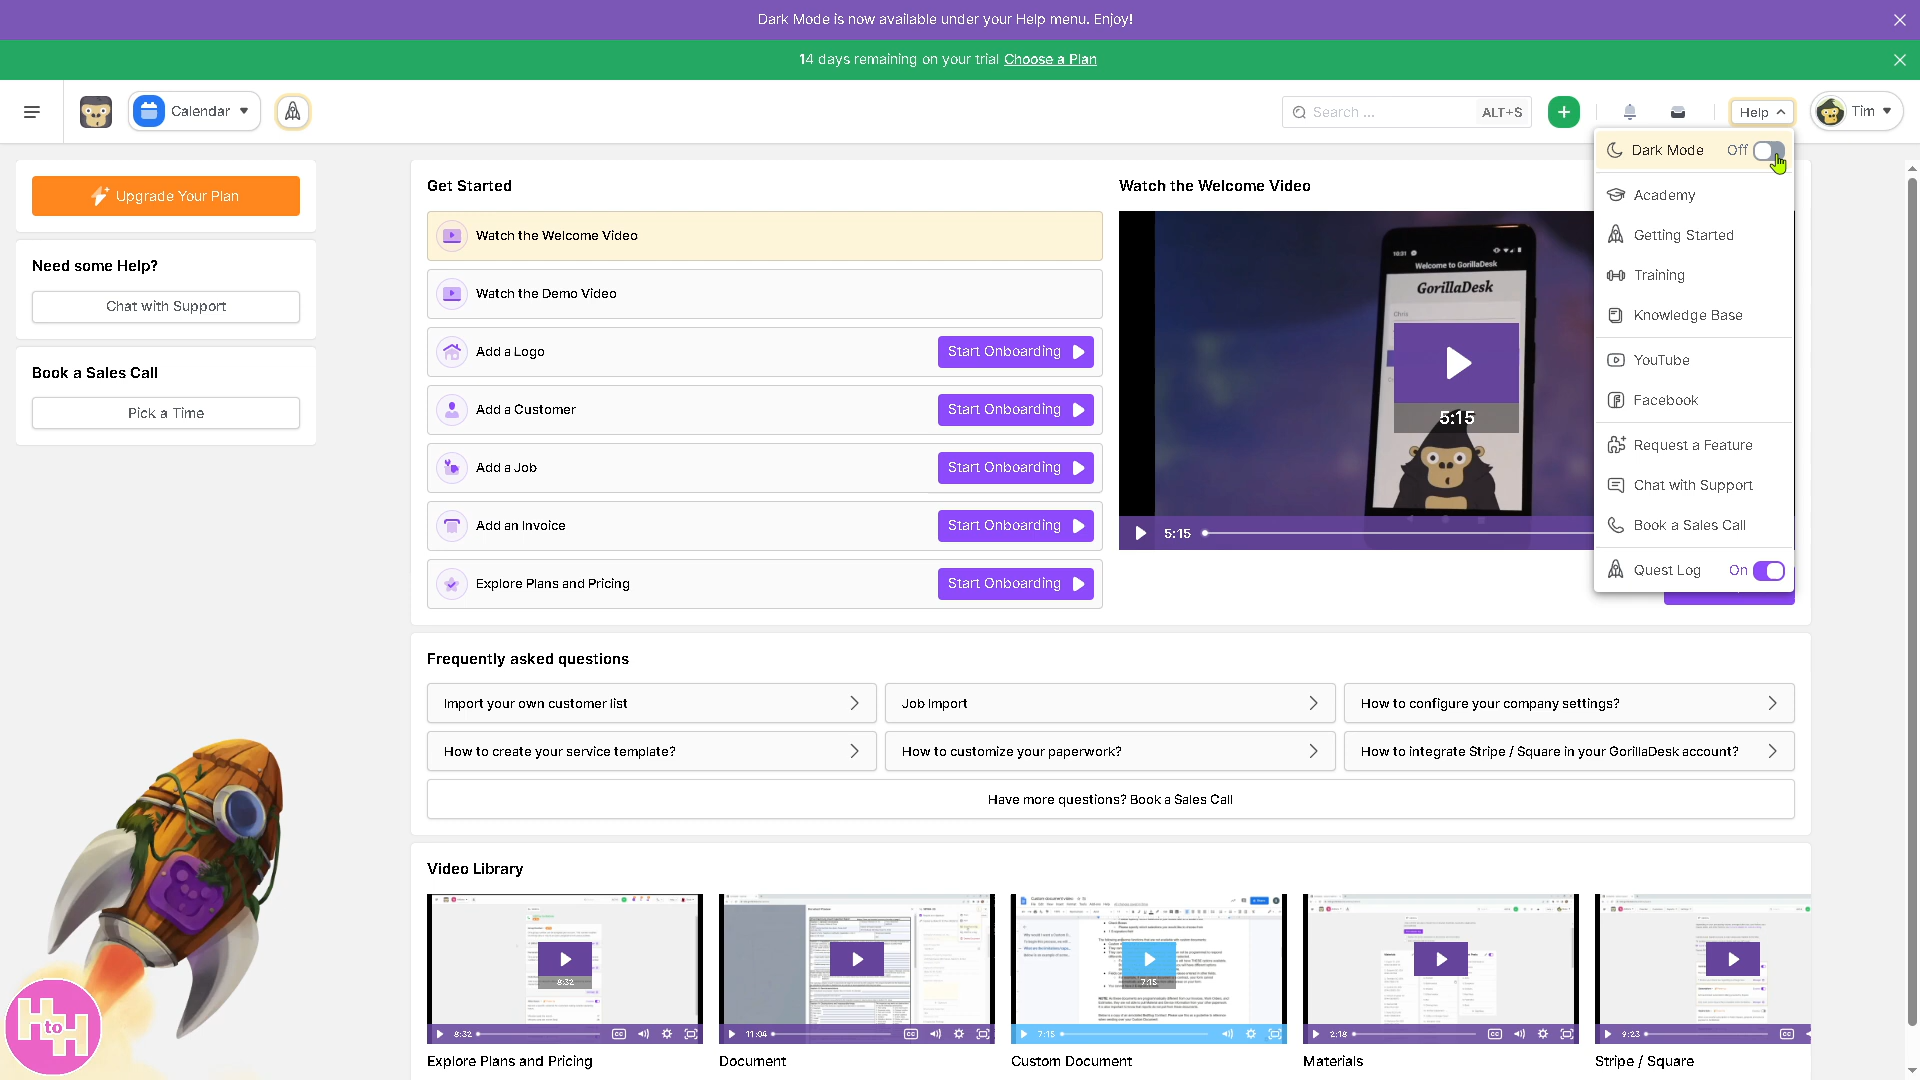 Dark Mode is now available under your Help menu. Enjoy!
14 days remaining on your trial Choose a Plan
Calendar
Search ...
ALT+S
Help
Tim
Upgrade Your Plan
Need some Help?
Chat with Support
Book a Sales Call
Pick a Time
Get Started
Watch the Welcome Video
Watch the Demo Video
Add a Logo
Start Onboarding
Add a Customer
Start Onboarding
Add a Job
Start Onboarding
Add an Invoice
Start Onboarding
Explore Plans and Pricing
Start Onboarding
Watch the Welcome Video
10:31
Welcome to GorillaDesk
GorillaDesk
Chris
5:15
5:15
Dark Mode
Off
Academy
Getting Started
Training
Knowledge Base
YouTube
Facebook
Request a Feature
Chat with Support
Book a Sales Call
Quest Log
On
Frequently asked questions
Import your own customer list
Job Import
How to configure your company settings?
How to create your service template?
How to customize your paperwork?
How to integrate Stripe / Square in your GorillaDesk account?
Have more questions? Book a Sales Call
Video Library
8:32
8:32
Explore Plans and Pricing
11:04
Document
7:15
7:15
Custom Document
2:18
Materials
9:23
Stripe / Square
H to H